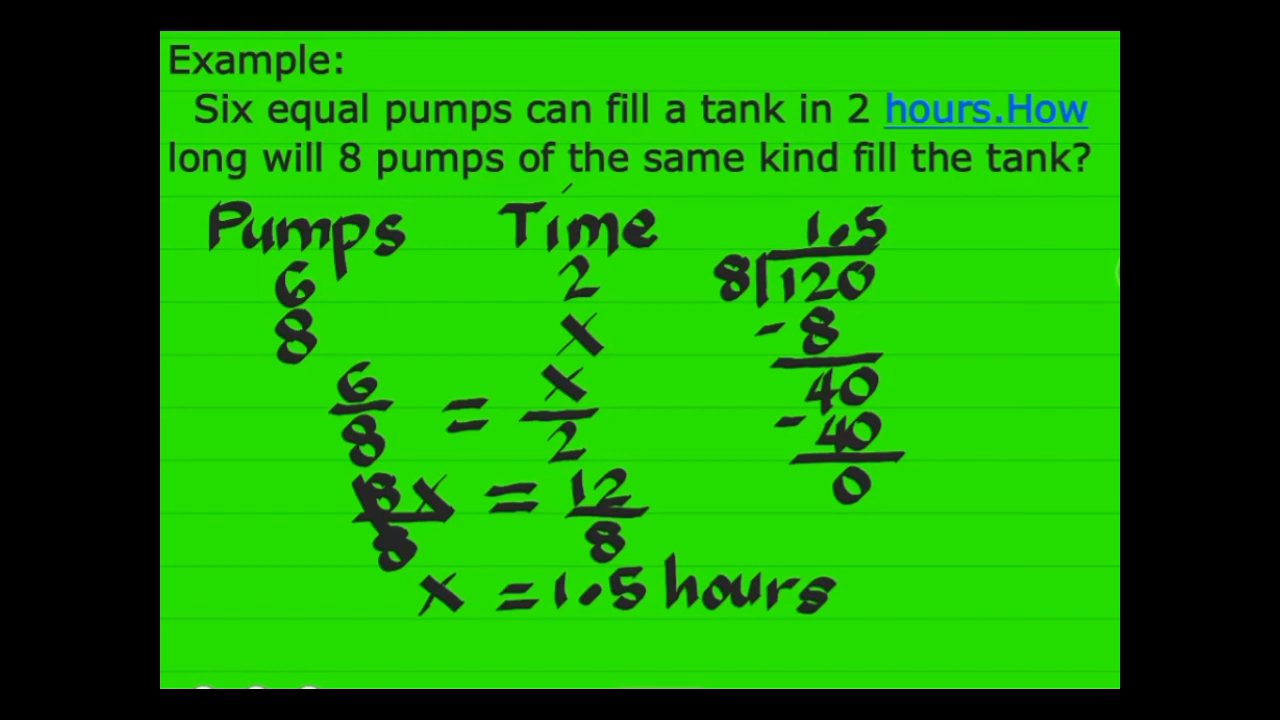 Example:
Six equal pumps can fill a tank in 2 hours.How
long will 8 pumps of the same kind fill the tank?
Pumps Time
6 2
8 x
6/8 = x/2
8x/8 = 12/8
x = 1.5 hours
1.5
8 120
- 8
40
- 40
0